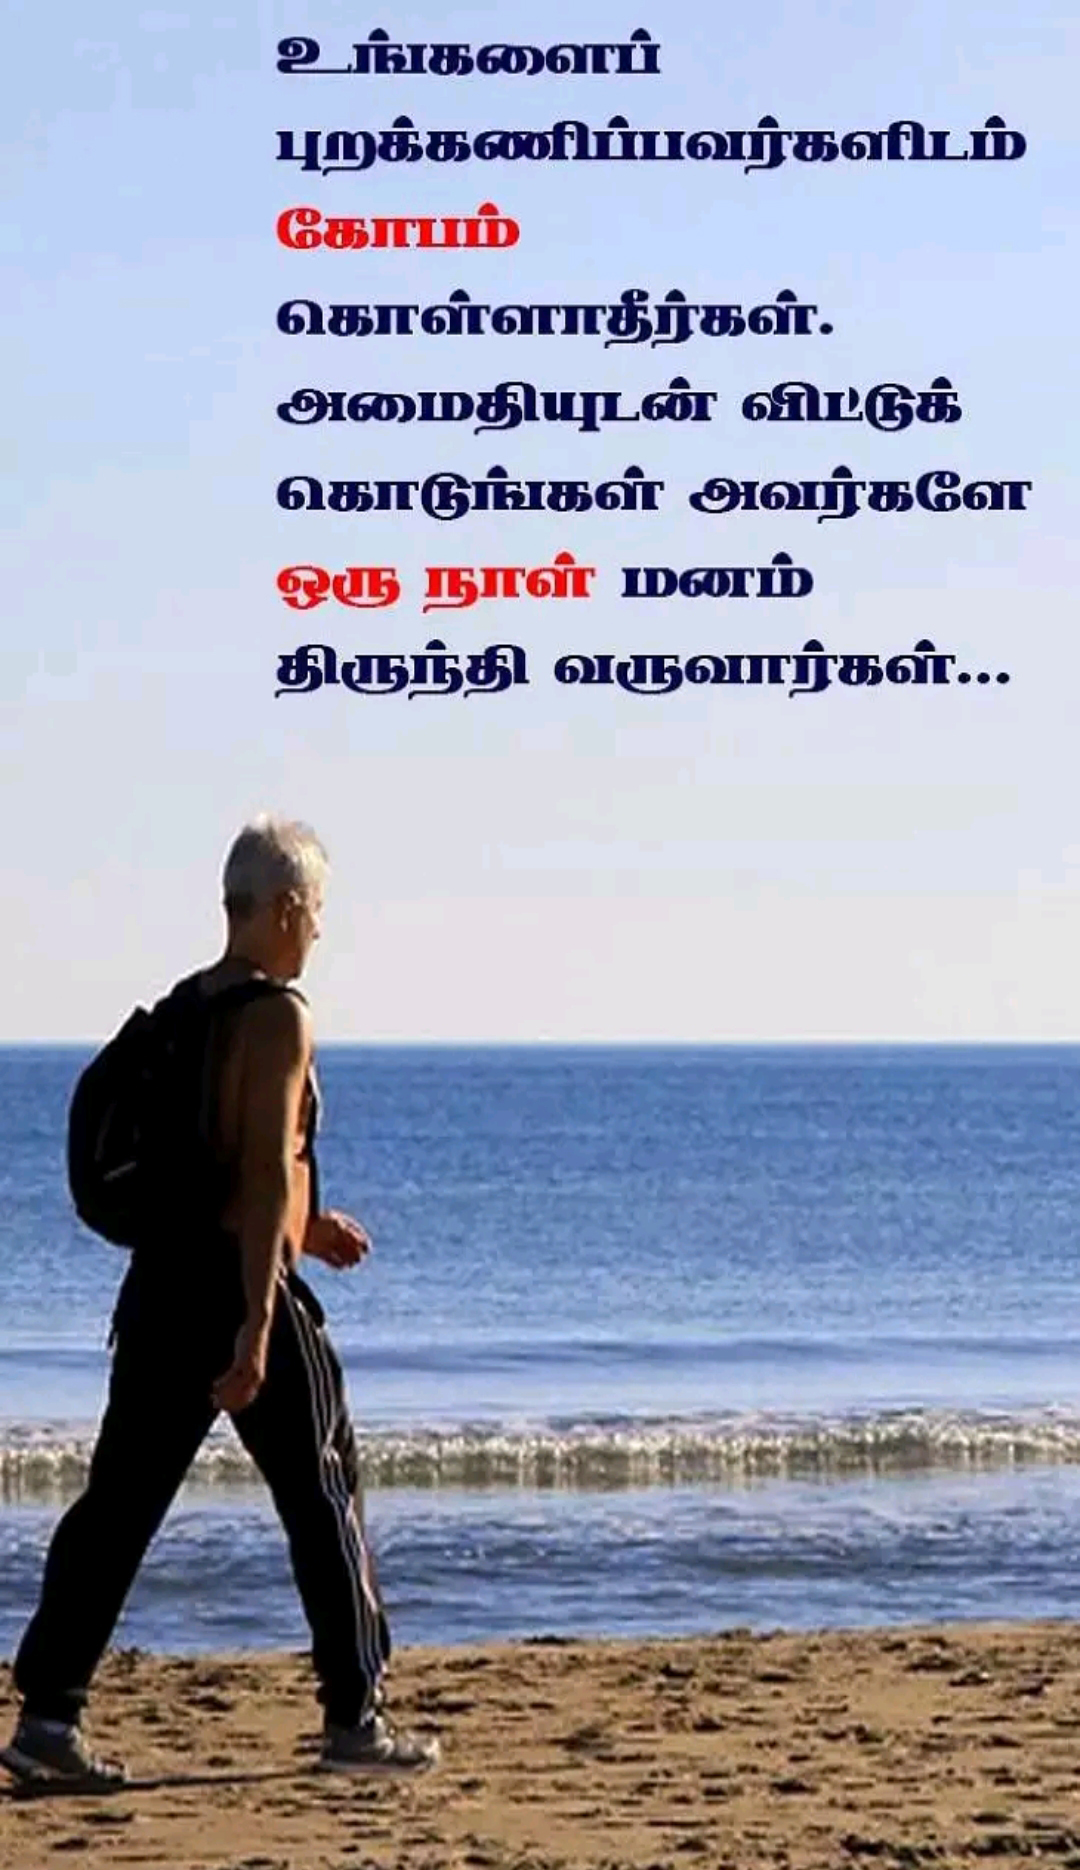 உங்களைப்
புறக்கணிப்பவர்களிடம்
கோபம்
கொள்ளாதீர்கள்.
அமைதியுடன் விட்டுக்
கொடுங்கள் அவர்களே
ஒரு நாள் மனம்
திருந்தி வருவார்கள்...